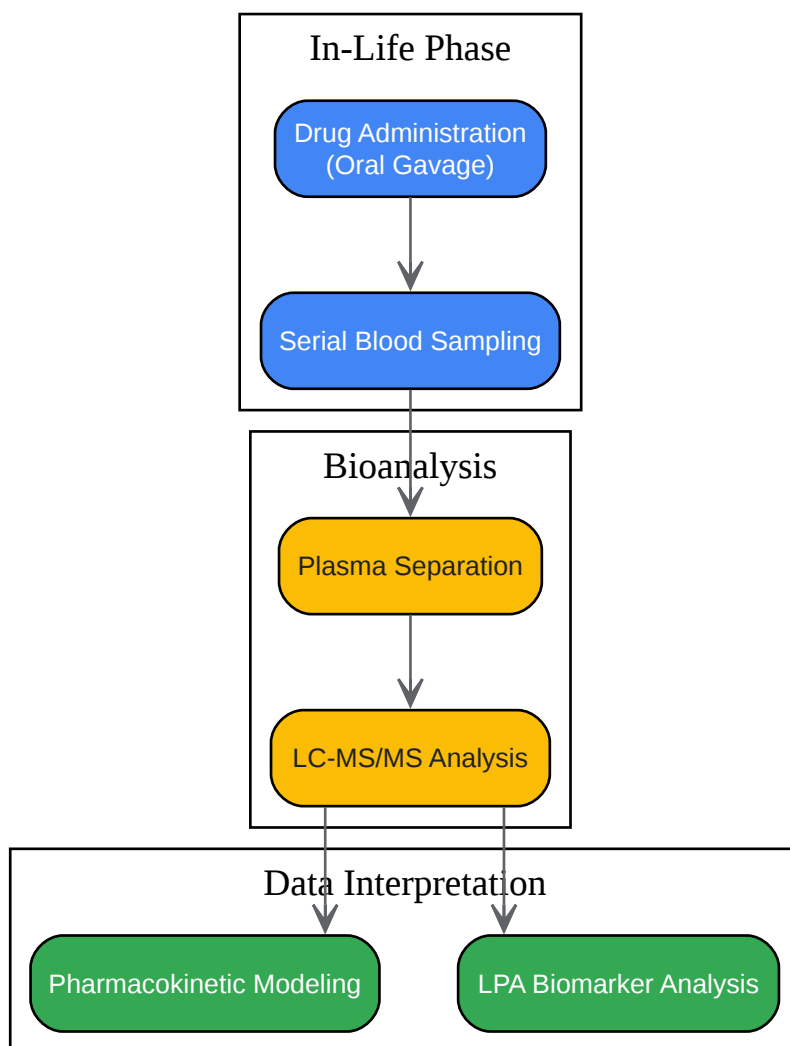 In-Life Phase
Drug Administration
(Oral Gavage)
Serial Blood Sampling
Bioanalysis
Plasma Separation
LC-MS/MS Analysis
Data Interpretation
Pharmacokinetic Modeling
LPA Biomarker Analysis